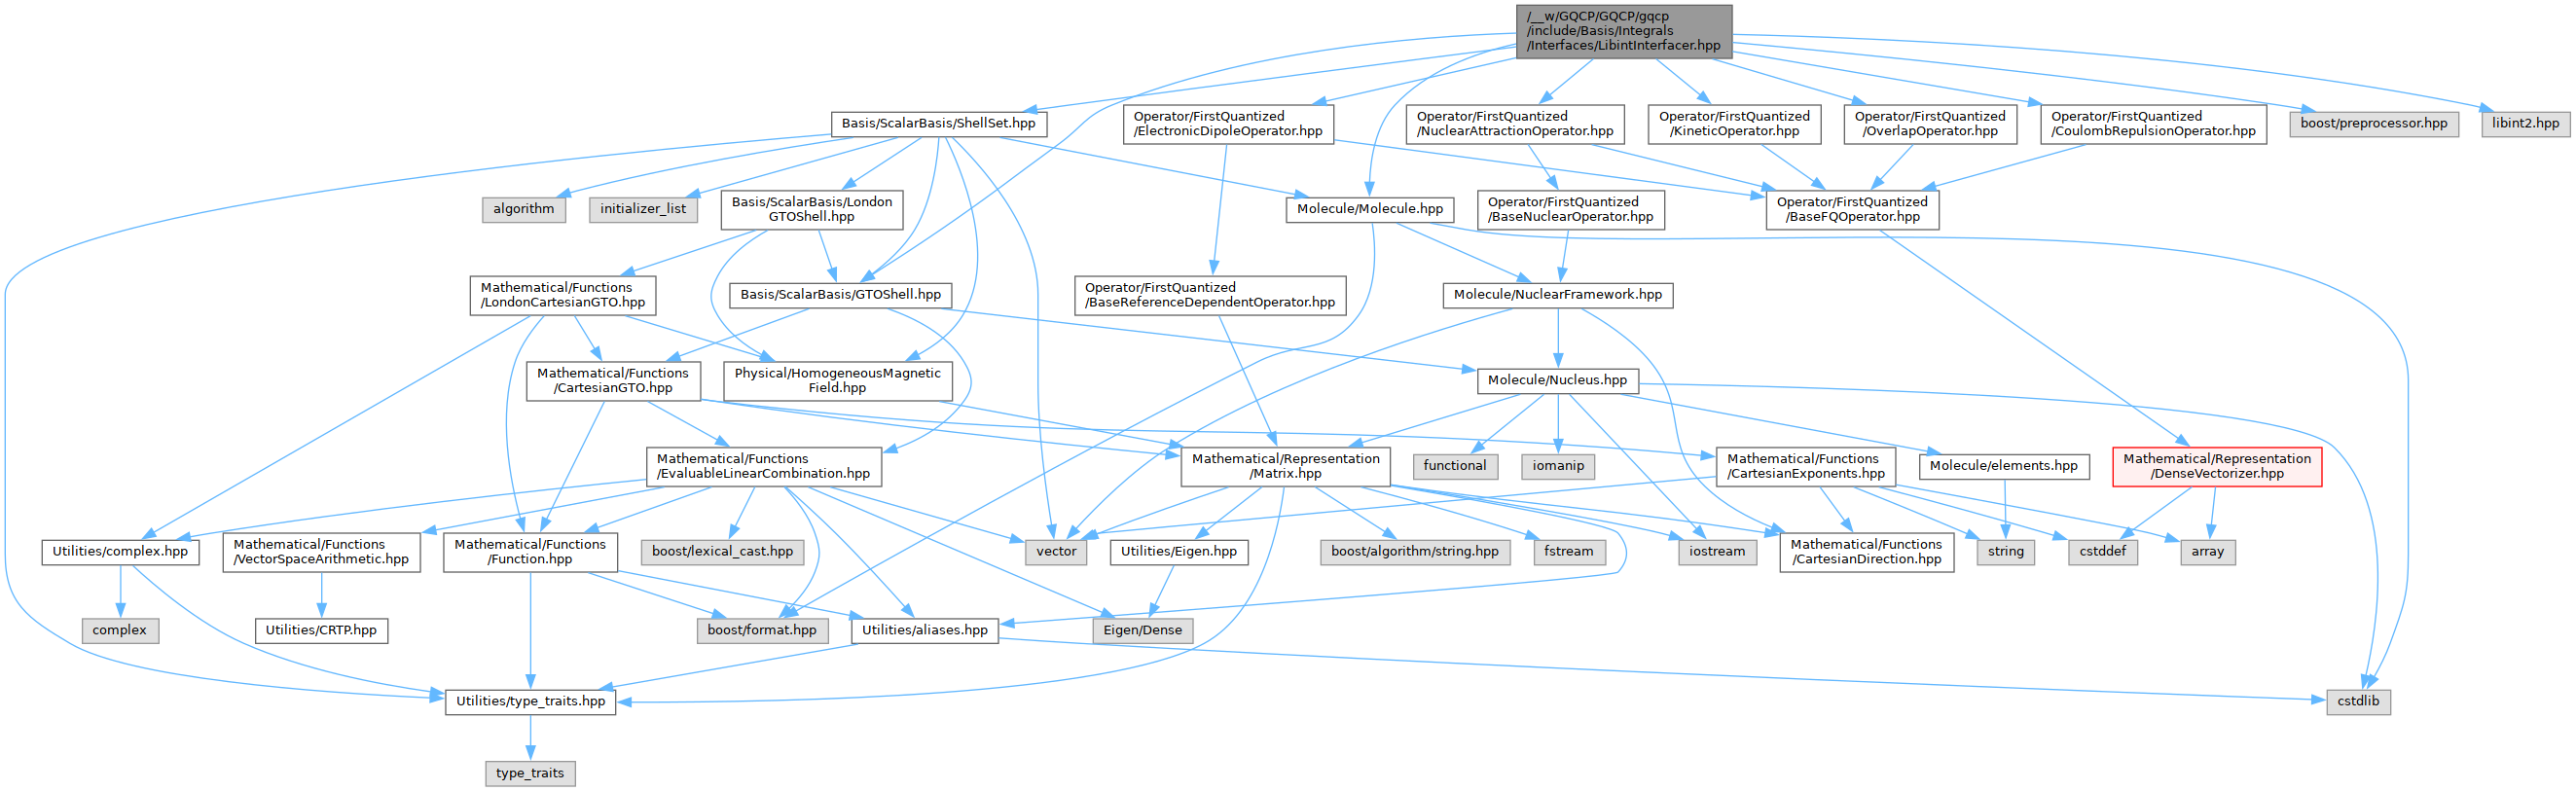 /__w/GQCP/GQCP/gqcp
/include/Basis/Integrals
/Interfaces/LibintInterfacer.hpp
Basis/ScalarBasis/ShellSet.hpp
Operator/FirstQuantized
/ElectronicDipoleOperator.hpp
Operator/FirstQuantized
/NuclearAttractionOperator.hpp
Operator/FirstQuantized
/KineticOperator.hpp
Operator/FirstQuantized
/OverlapOperator.hpp
Operator/FirstQuantized
/CoulombRepulsionOperator.hpp
boost/preprocessor.hpp
libint2.hpp
algorithm
initializer_list
Basis/ScalarBasis/London
GTOShell.hpp
Molecule/Molecule.hpp
Operator/FirstQuantized
/BaseNuclearOperator.hpp
Operator/FirstQuantized
/BaseFQOperator.hpp
Mathematical/Functions
/LondonCartesianGTO.hpp
Basis/ScalarBasis/GTOShell.hpp
Operator/FirstQuantized
/BaseReferenceDependentOperator.hpp
Molecule/NuclearFramework.hpp
Mathematical/Functions
/CartesianGTO.hpp
Physical/HomogeneousMagnetic
Field.hpp
Molecule/Nucleus.hpp
Mathematical/Functions
/EvaluableLinearCombination.hpp
Mathematical/Representation
/Matrix.hpp
functional
iomanip
Mathematical/Functions
/CartesianExponents.hpp
Molecule/elements.hpp
Mathematical/Representation
/DenseVectorizer.hpp
Utilities/complex.hpp
Mathematical/Functions
/VectorSpaceArithmetic.hpp
Mathematical/Functions
/Function.hpp
boost/lexical_cast.hpp
vector
Utilities/Eigen.hpp
boost/algorithm/string.hpp
fstream
iostream
Mathematical/Functions
/CartesianDirection.hpp
string
cstddef
array
complex
Utilities/CRTP.hpp
boost/format.hpp
Utilities/aliases.hpp
Eigen/Dense
Utilities/type_traits.hpp
cstdlib
type_traits